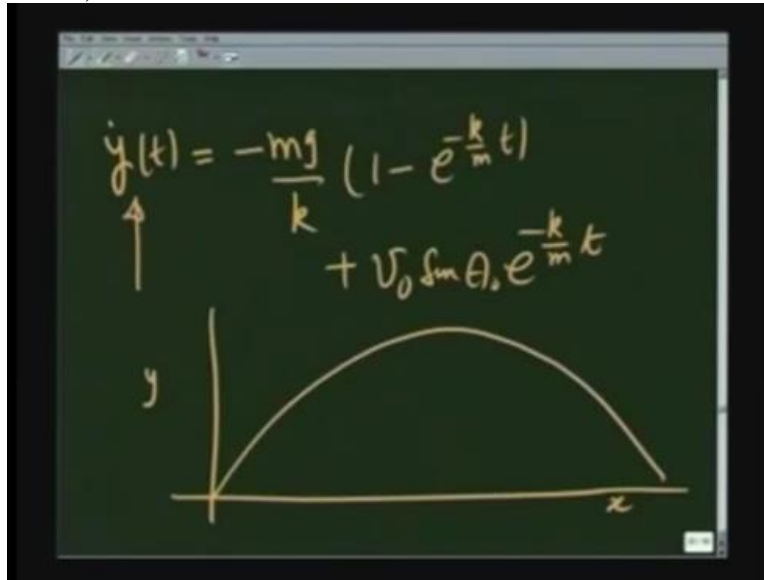 ẏ(t) = -mg/k (1 - e^{-k/m t})
+ v₀ sin θ₀ e^{-k/m t}
y
x